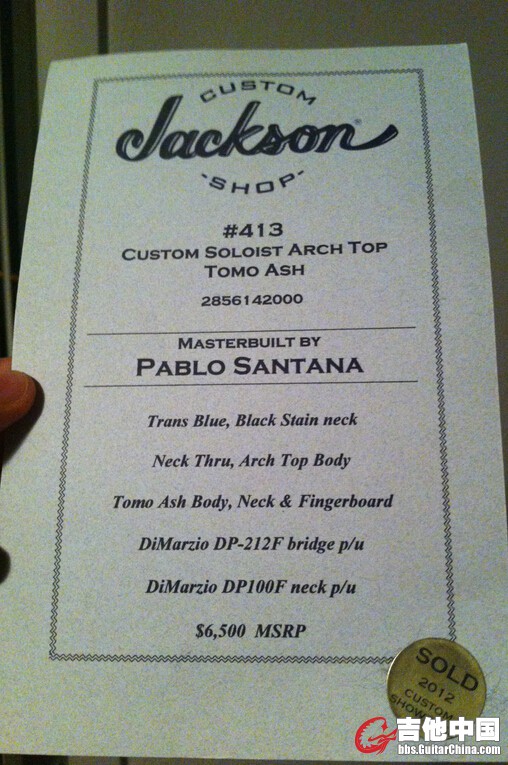 CUSTOM
Jackson®
-SHOP-
#413
CUSTOM SOLOIST ARCH TOP
TOMO ASH
2856142000
MASTERBUILT BY
PABLO SANTANA
Trans Blue, Black Stain neck
Neck Thru, Arch Top Body
Tomo Ash Body, Neck & Fingerboard
DiMarzio DP-212F bridge p/u
DiMarzio DP100F neck p/u
$6,500 MSRP
SOLD
2012
CUSTOM
吉他中国
bbs.GuitarChina.com